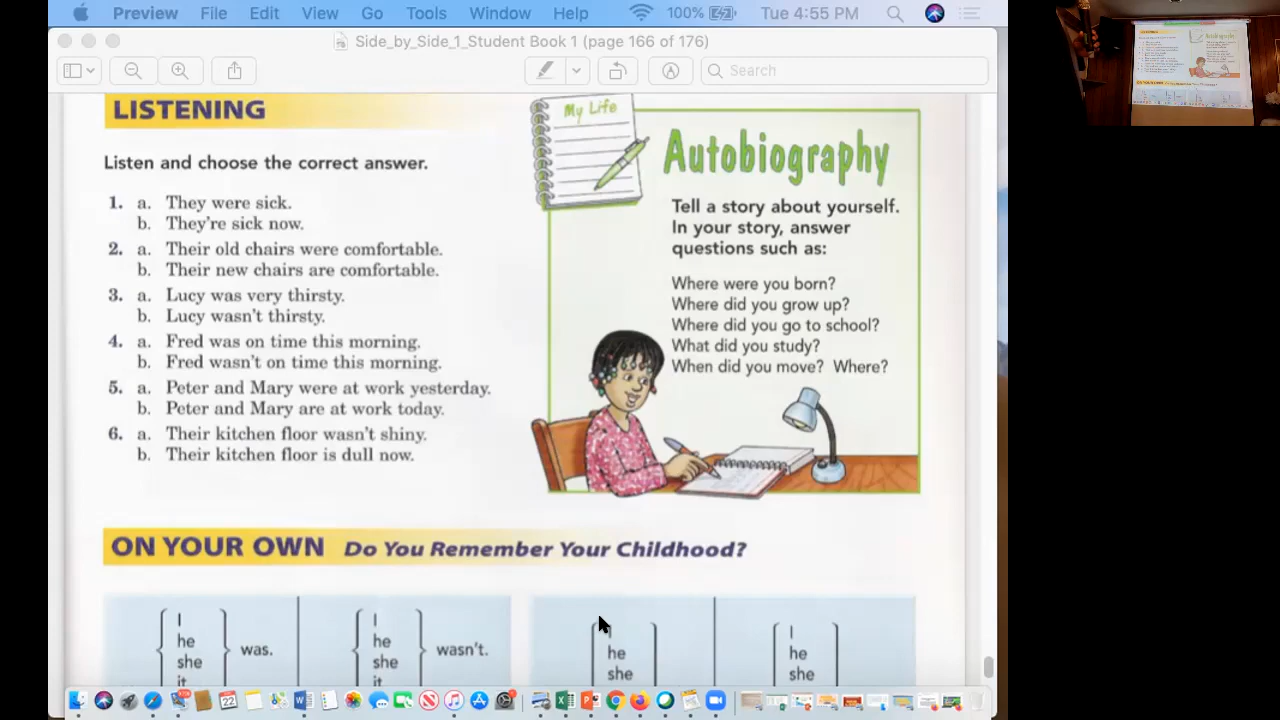 Preview File Edit View Go Tools Window Help 100% Tue 4:55 PM
Side_by_Side_1_Student Book 1 (page 166 of 176)
Search
LISTENING
Listen and choose the correct answer.
1. a. They were sick.
b. They're sick now.
2. a. Their old chairs were comfortable.
b. Their new chairs are comfortable.
3. a. Lucy was very thirsty.
b. Lucy wasn't thirsty.
4. a. Fred was on time this morning.
b. Fred wasn't on time this morning.
5. a. Peter and Mary were at work yesterday.
b. Peter and Mary are at work today.
6. a. Their kitchen floor wasn't shiny.
b. Their kitchen floor is dull now.
My Life
Autobiography
Tell a story about yourself.
In your story, answer
questions such as:
Where were you born?
Where did you grow up?
Where did you go to school?
What did you study?
When did you move? Where?
ON YOUR OWN Do You Remember Your Childhood?
I
he
she
it
was.
I
he
she
it
wasn't.
I
he
she
I
he
she
22